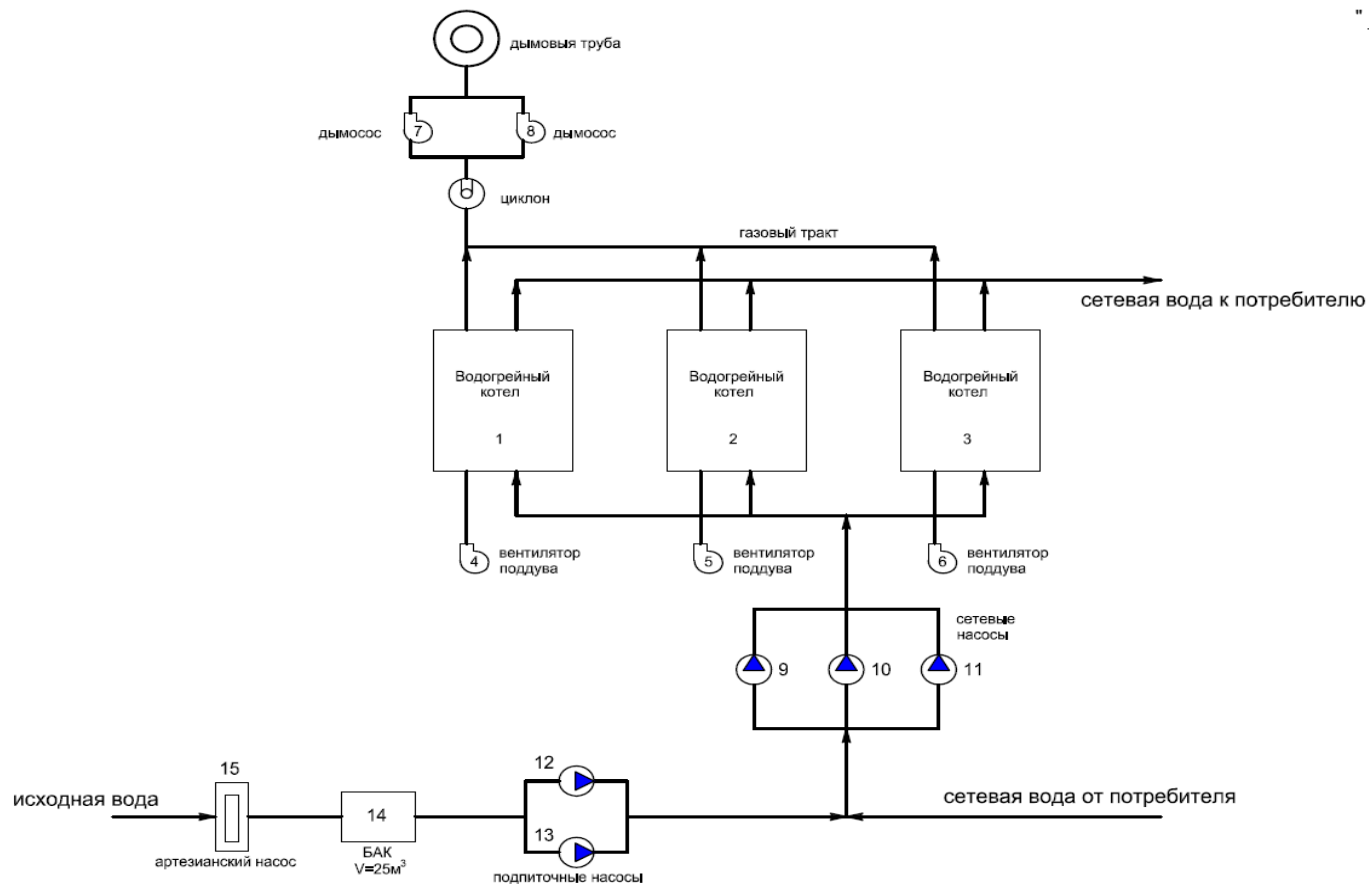 "
дымовыя труба
дымосос
7
8
дымосос
циклон
газовый тракт
сетевая вода к потребителю
Водогрейный
котел
1
Водогрейный
котел
2
Водогрейный
котел
3
4
вентилятор
поддува
5
вентилятор
поддува
6
вентилятор
поддува
сетевые
насосы
9
10
11
15
12
исходная вода
14
сетевая вода от потребителя
13
артезианский насос
БАК
V=25м³
подпиточные насосы